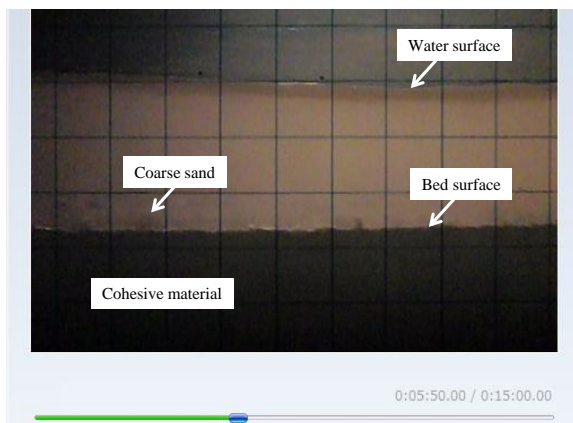 Water surface
Coarse sand
Bed surface
Cohesive material
0:05:50.00 / 0:15:00.00